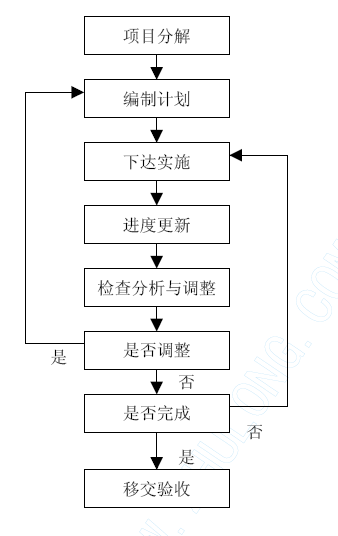 项目分解
编制计划
下达实施
进度更新
检查分析与调整
是否调整
是
否
是否完成
否
是
移交验收